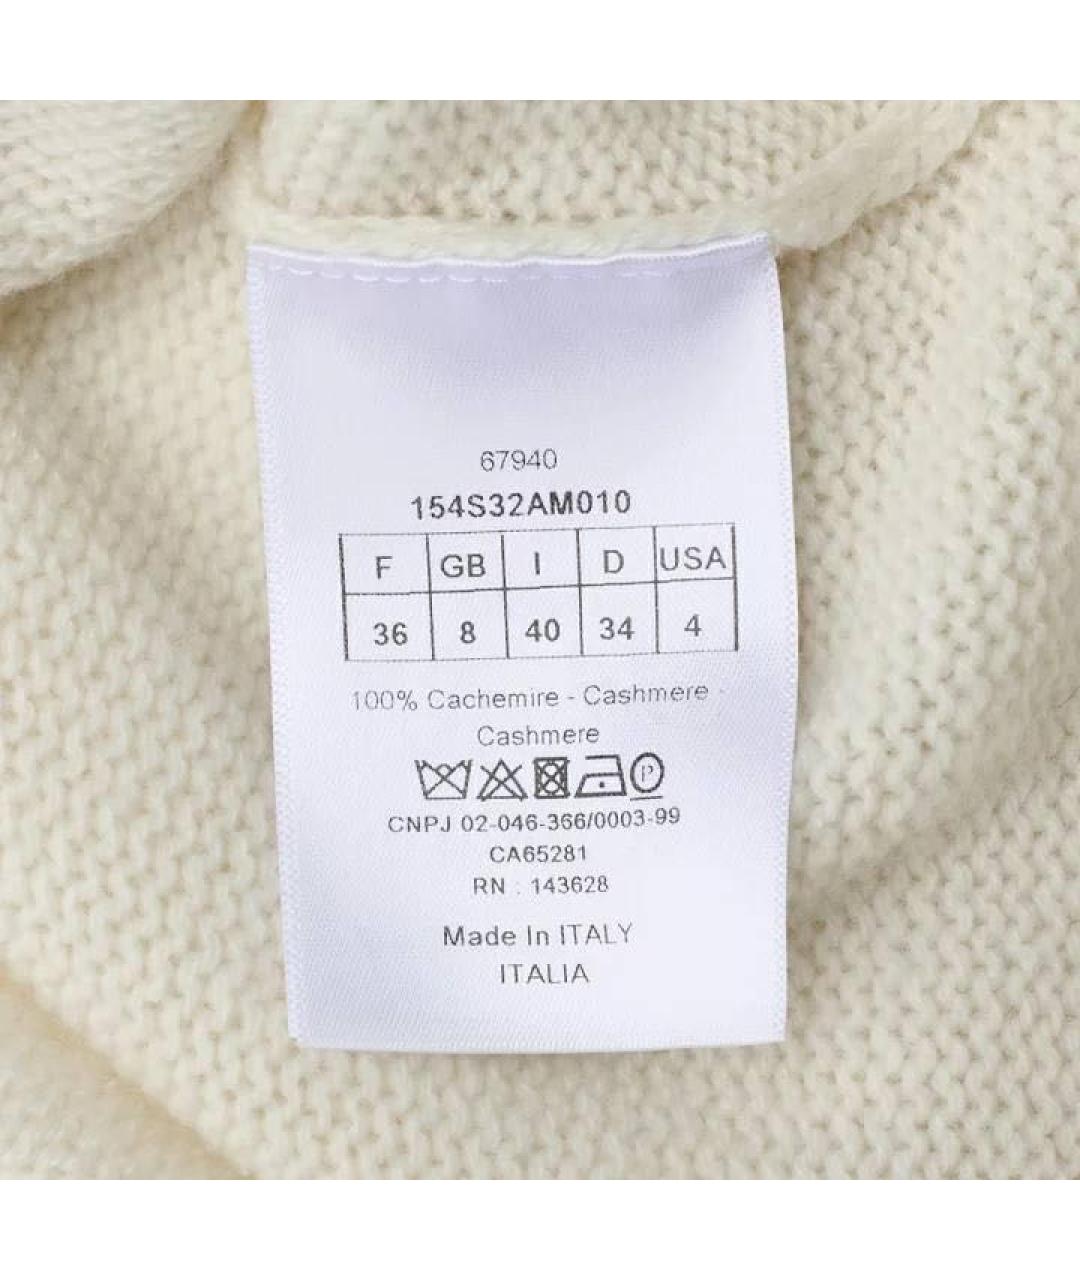 67940
154S32AM010
F GB I D USA
36 8 40 34 4
100% Cachemire - Cashmere -
Cashmere
P
CNPJ 02-046-366/0003-99
CA65281
RN : 143628
Made In ITALY
ITALIA